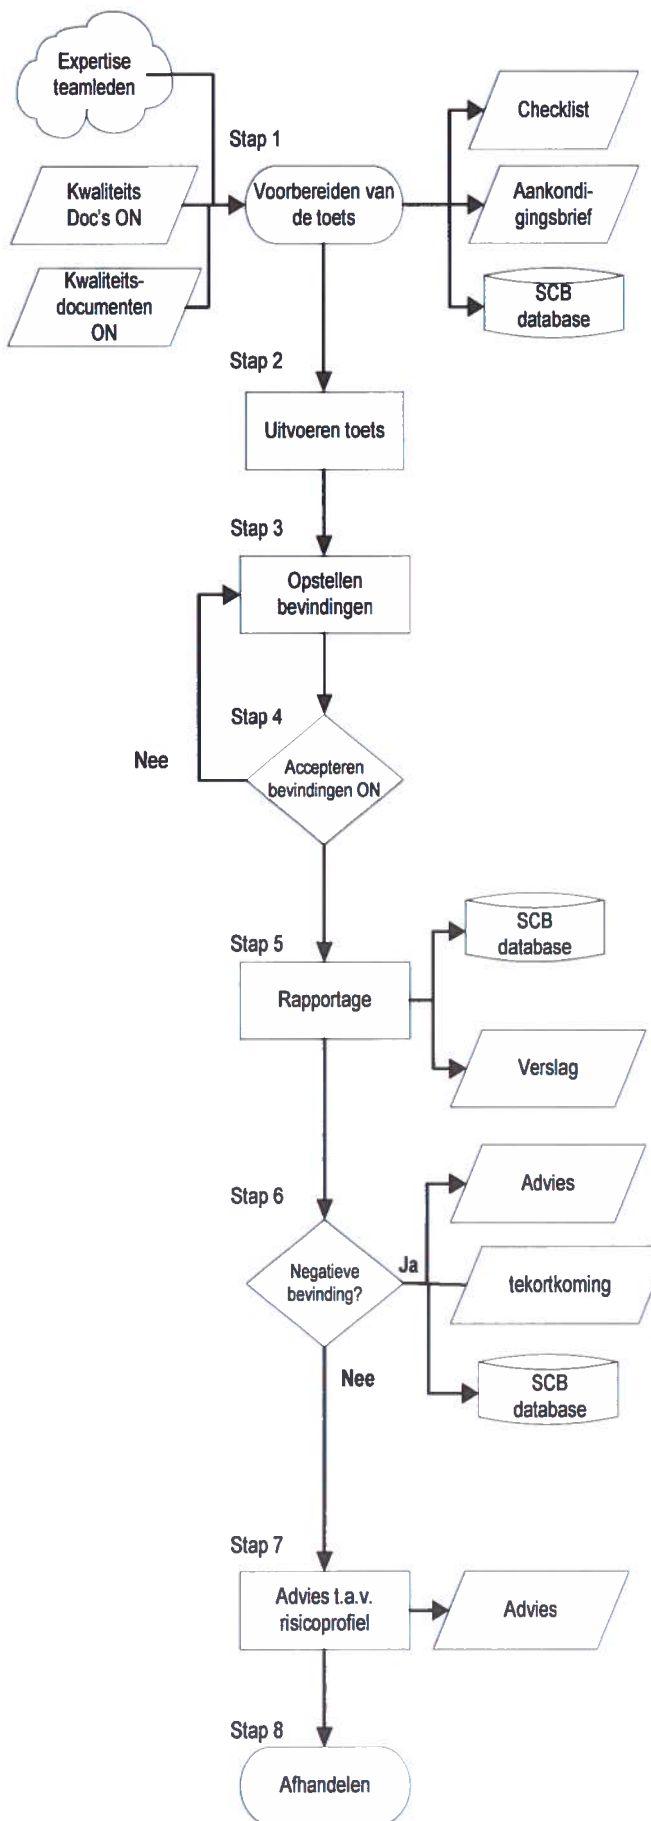 Expertise
teamleden
Stap 1
Checklist
Kwaliteits
Doc's ON
Voorbereiden van
de toets
Aankondi-
gingsbrief
Kwaliteits-
documenten
ON
SCB
database
Stap 2
Uitvoeren toets
Stap 3
Opstellen
bevindingen
Stap 4
Nee
Accepteren
bevindingen ON
SCB
database
Stap 5
Rapportage
Verslag
Stap 6
Advies
Negatieve
bevinding?
Ja
tekortkoming
Nee
SCB
database
Stap 7
Advies t.a.v.
risicoprofiel
Advies
Stap 8
Afhandelen